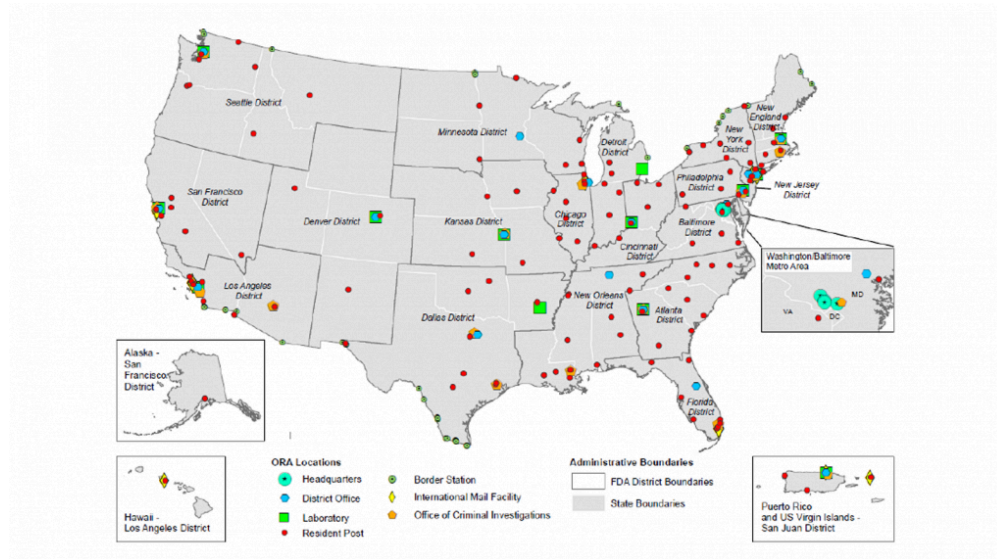 Seattle District
Minnesota District
New
England
District
New
York
District
Detroit
District
Philadelphia
District
New Jersey
District
San Francisco
District
Denver District
Kansas District
Chicago
District
Cincinnati
District
Baltimore
District
Washington/Baltimore
Metro Area
MD
VA
DC
Los Angeles
District
Dallas District
New Orleans
District
Atlanta
District
Florida
District
Alaska -
San
Francisco
District
Hawaii -
Los Angeles District
ORA Locations
Headquarters
District Office
Laboratory
Resident Post
Border Station
International Mail Facility
Office of Criminal Investigations
Administrative Boundaries
FDA District Boundaries
State Boundaries
Puerto Rico
and US Virgin Islands -
San Juan District